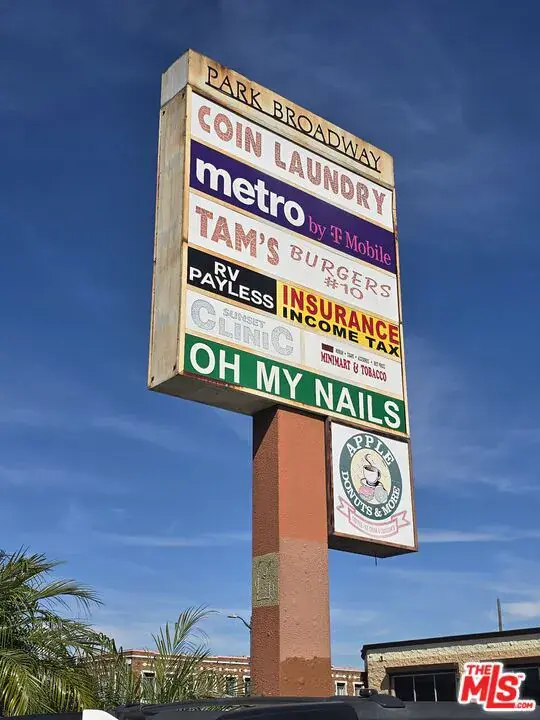 PARK BROADWAY
COIN LAUNDRY
metro by T Mobile
TAM'S BURGERS
#10
RV
PAYLESS
INSURANCE
INCOME TAX
SUNSET
CLINIC
MINIMART & TOBACCO
OH MY NAILS
APPLE
DONUTS & MORE
THE
MLS
.com